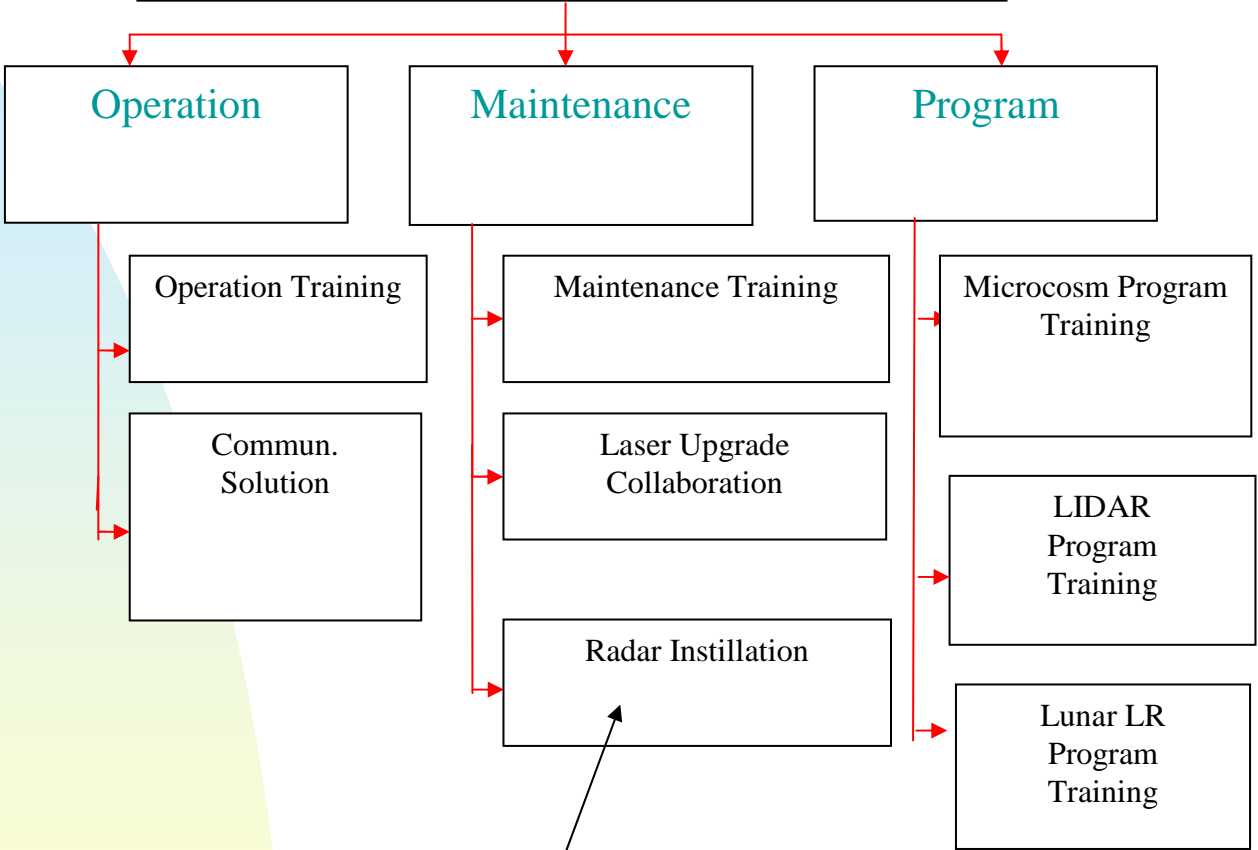 Operation
Maintenance
Program
Operation Training
Commun.
Solution
Maintenance Training
Laser Upgrade
Collaboration
Radar Instillation
Microcosm Program
Training
LIDAR
Program
Training
Lunar LR
Program
Training